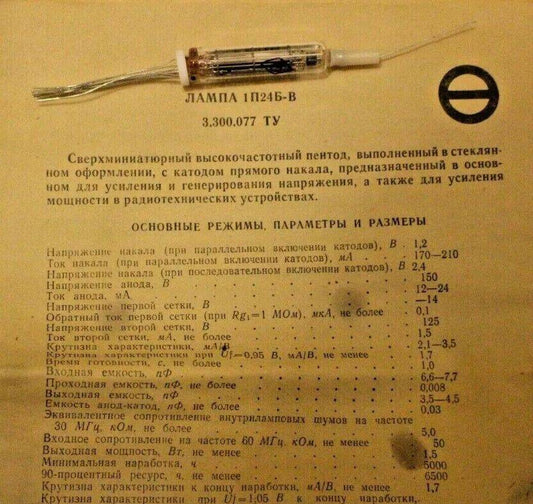 ЛАМПА 1П24Б-В
3.300.077 ТУ
Сверхминиатюрный высокочастотный пентод, выполненный в стеклян-
ном оформлении, с катодом прямого накала, предназначенный в основ-
ном для усиления и генерирования напряжения, а также для усиления
мощности в радиотехнических устройствах.
ОСНОВНЫЕ РЕЖИМЫ, ПАРАМЕТРЫ И РАЗМЕРЫ
Напряжение накала (при параллельном включении катодов), В . 1,2
Ток накала (при параллельном включении катодов), мА . 170—210
Напряжение накала (при последовательном включении катодов), В 2,4
Напряжение анода, В 150
Ток анода, мА 12—24
Напряжение первой сетки, В —14
Обратный ток первой сетки (при Rg1=1 МОм), мкА, не более 0,1
Напряжение второй сетки, В 125
Ток второй сетки, мА, не более 1,5
Крутизна характеристики, мА/В 2,1—3,5
Крутизна характеристики при Uf=0,95 В, мА/В, не менее 1,7
Время готовности, с, не более 1,0
Входная емкость, пФ 6,6—7,7
Проходная емкость, пФ, не более 0,008
Выходная емкость, пФ 3,5—4,5
Емкость анод-катод, пФ, не более 0,03
Эквивалентное сопротивление внутриламповых шумов на частоте
30 МГц, кОм, не более 5,0
Входное сопротивление на частоте 60 МГц, кОм, не менее 50
Выходная мощность, Вт, не менее 1,5
Минимальная наработка, ч 5000
90-процентный ресурс, ч, не менее 6500
Крутизна характеристики к концу наработки, мА/В, не менее 1,7
Крутизна характеристики при Uf=1,05 В к концу наработки,